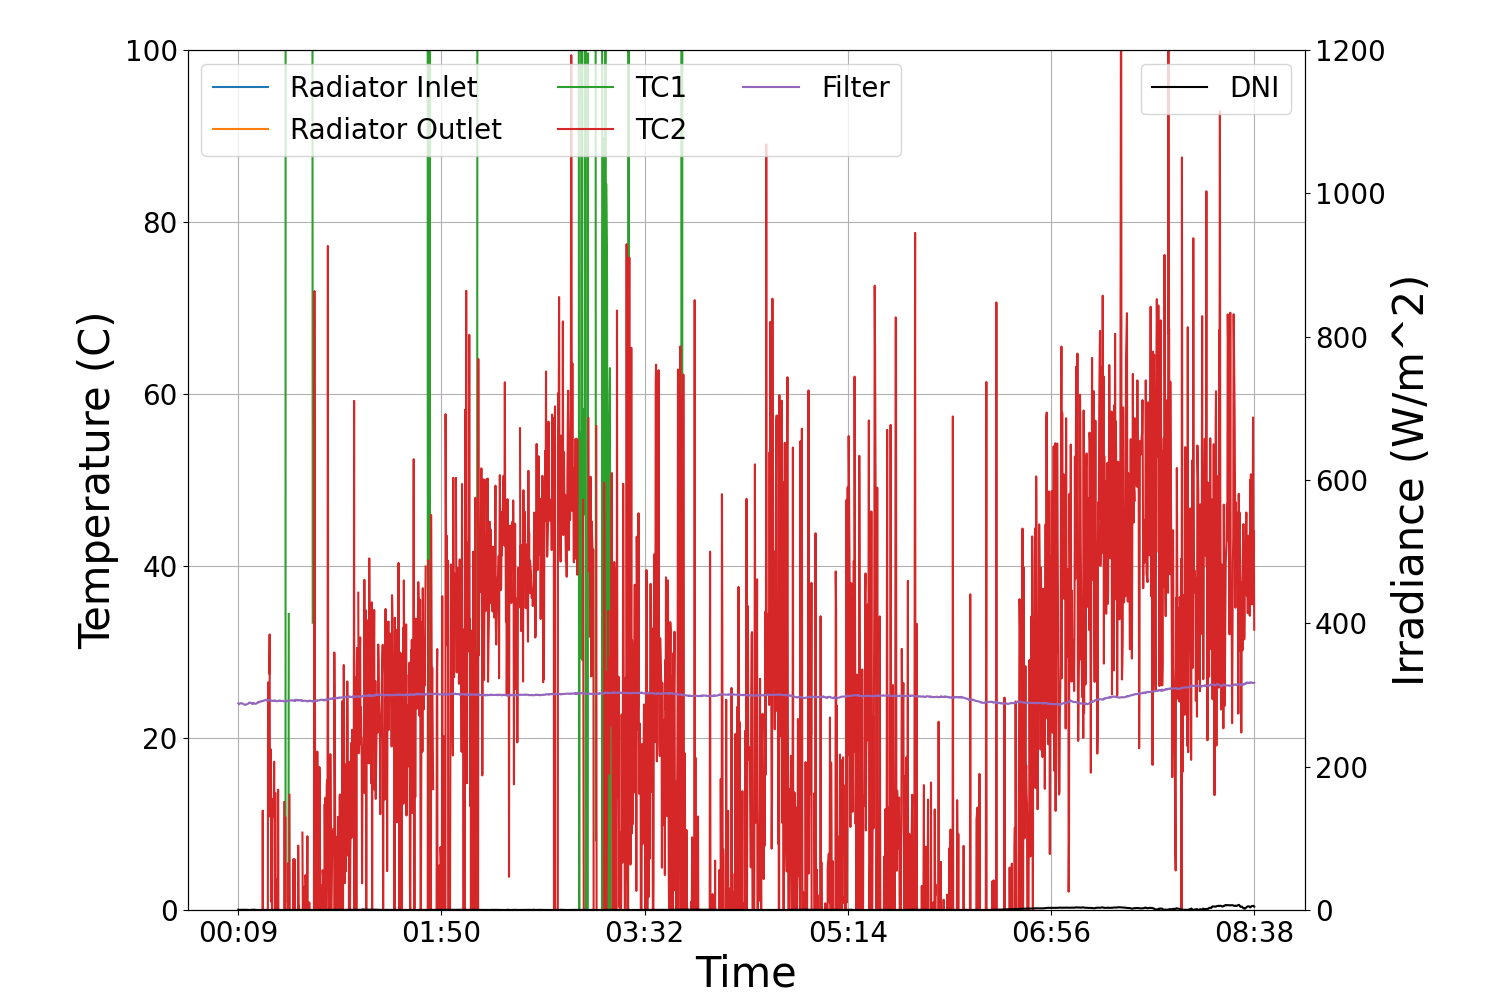 100
80
60
40
20
0
Temperature (C)
Radiator Inlet
Radiator Outlet
TC1
TC2
Filter
DNI
1200
1000
800
600
400
200
0
Irradiance (W/m^2)
00:09 01:50 03:32 05:14 06:56 08:38
Time